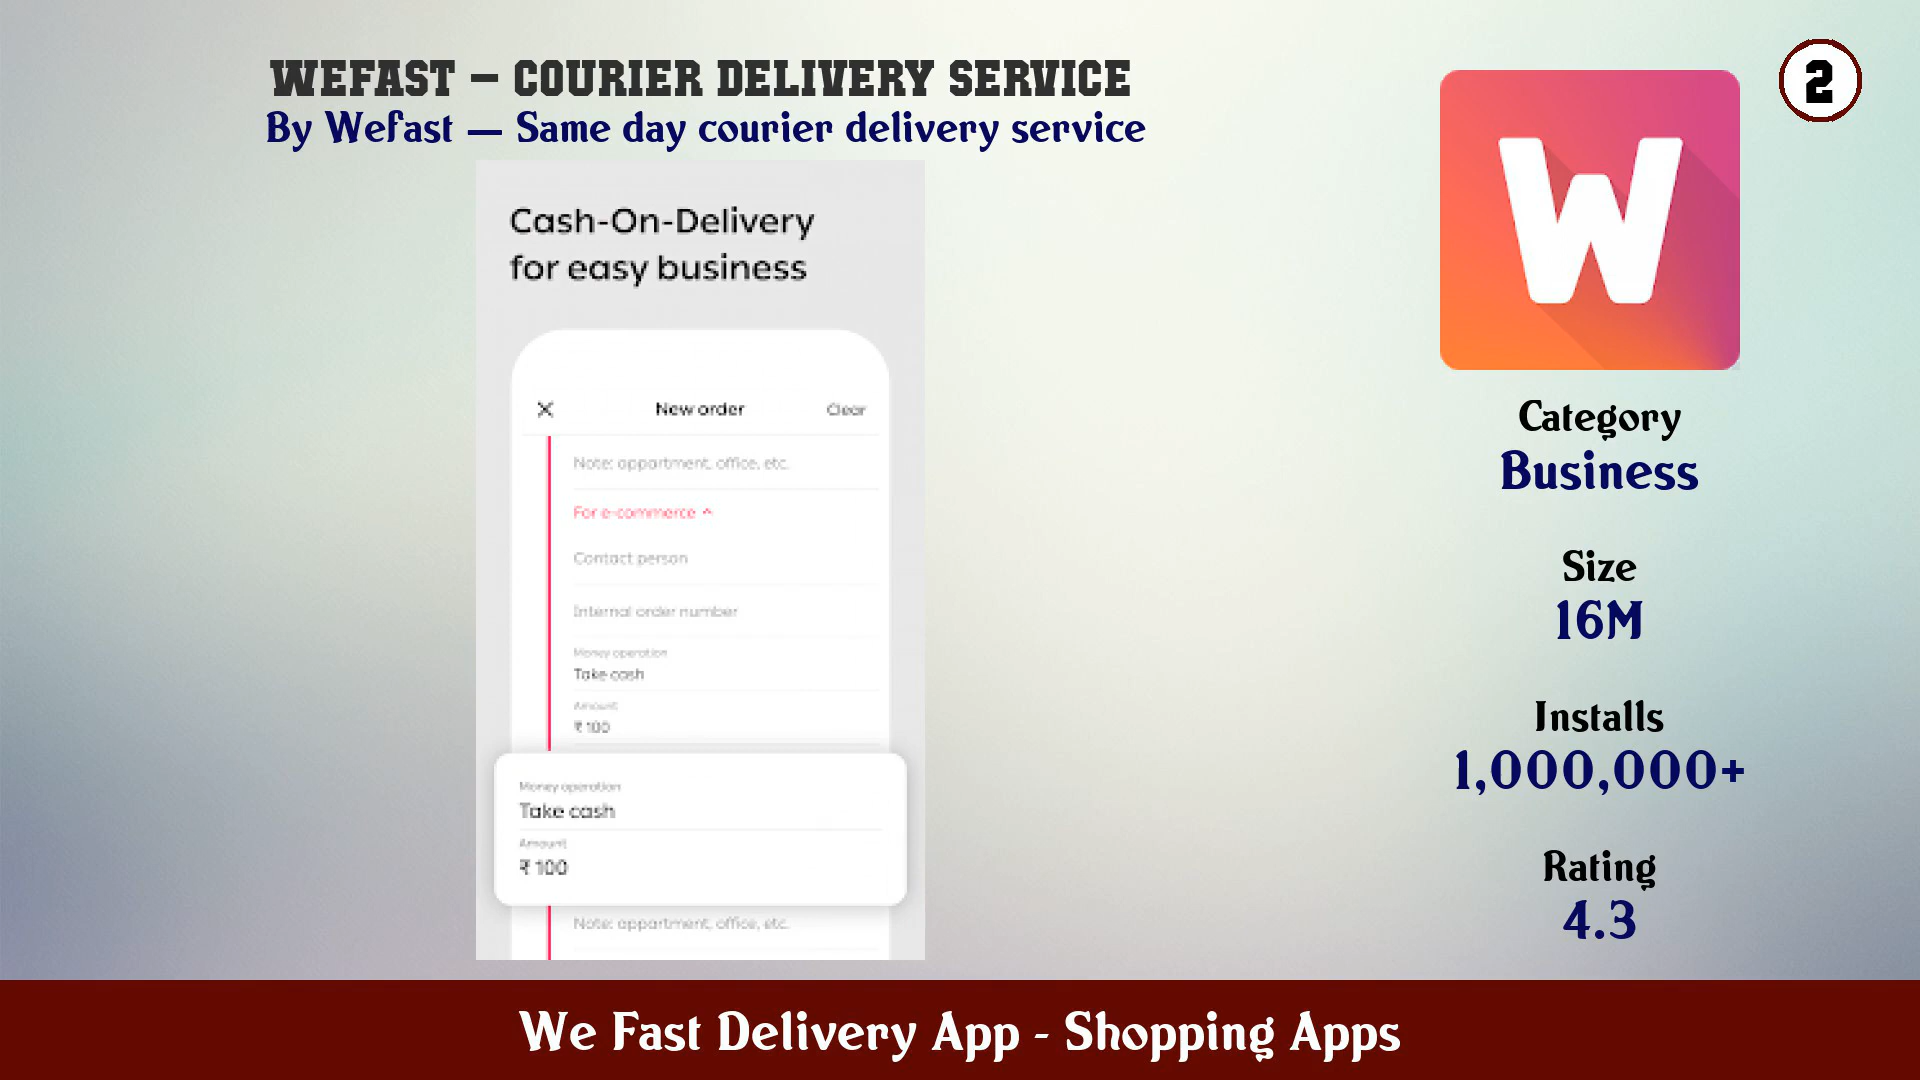 WEFAST – COURIER DELIVERY SERVICE
By Wefast — Same day courier delivery service
2
W
Cash-On-Delivery
for easy business
New order
Clear
Note: appartment, office, etc.
For e-commerce ^
Contact person
Internal order number
Money operation
Take cash
Amount
₹ 100
Money operation
Take cash
Amount
₹ 100
Note: appartment, office, etc.
Category
Business
Size
16M
Installs
1,000,000+
Rating
4.3
We Fast Delivery App - Shopping Apps